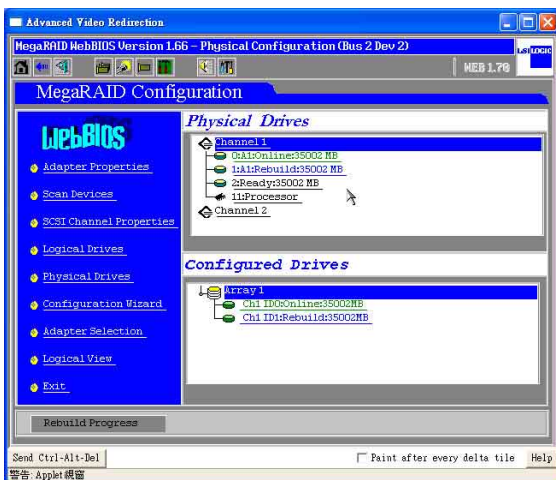 Advanced Video Redirection
MegaRAID WebBIOS Version 1.66 - Physical Configuration (Bus 2 Dev 2)
LSI LOGIC
WEB 1.70
MegaRAID Configuration
WebBIOS
Adapter Properties
Scan Devices
SCSI Channel Properties
Logical Drives
Physical Drives
Configuration Wizard
Adapter Selection
Logical View
Exit
Physical Drives
Channel 1
0:A1:Online:35002 MB
1:A1:Rebuild:35002 MB
2:Ready:35002 MB
11:Processor
Channel 2
Configured Drives
Array 1
Ch1 ID0:Online:35002MB
Ch1 ID1:Rebuild:35002MB
Rebuild Progress
Send Ctrl-Alt-Del
Paint after every delta tile
Help
警告: Applet 視窗